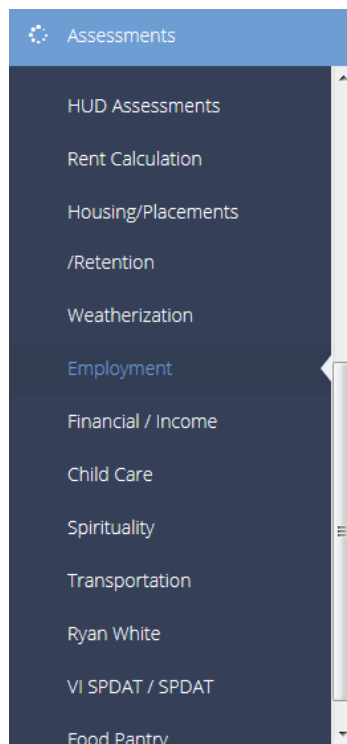 Assessments
HUD Assessments
Rent Calculation
Housing/Placements
/Retention
Weatherization
Employment
Financial / Income
Child Care
Spirituality
Transportation
Ryan White
VI SPDAT / SPDAT
Food Pantry